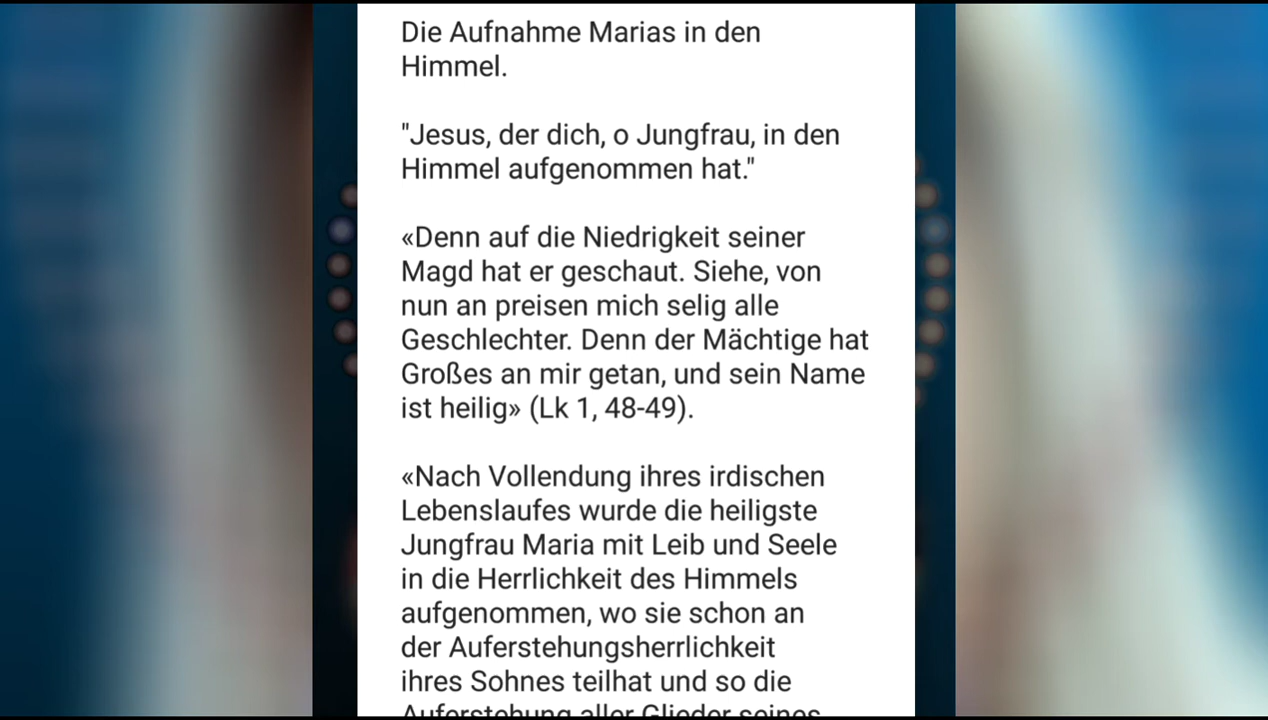 Die Aufnahme Marias in den
Himmel.
"Jesus, der dich, o Jungfrau, in den
Himmel aufgenommen hat."
«Denn auf die Niedrigkeit seiner
Magd hat er geschaut. Siehe, von
nun an preisen mich selig alle
Geschlechter. Denn der Mächtige hat
Großes an mir getan, und sein Name
ist heilig» (Lk 1, 48-49).
«Nach Vollendung ihres irdischen
Lebenslaufes wurde die heiligste
Jungfrau Maria mit Leib und Seele
in die Herrlichkeit des Himmels
aufgenommen, wo sie schon an
der Auferstehungsherrlichkeit
ihres Sohnes teilhat und so die
Auferstehung aller Glieder seines